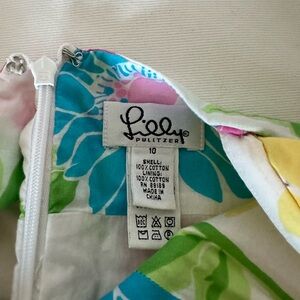 Lilly
PULITZER
10
SHELL:
100%COTTON
LINING:
100%COTTON
RN 89189
MADE IN
CHINA